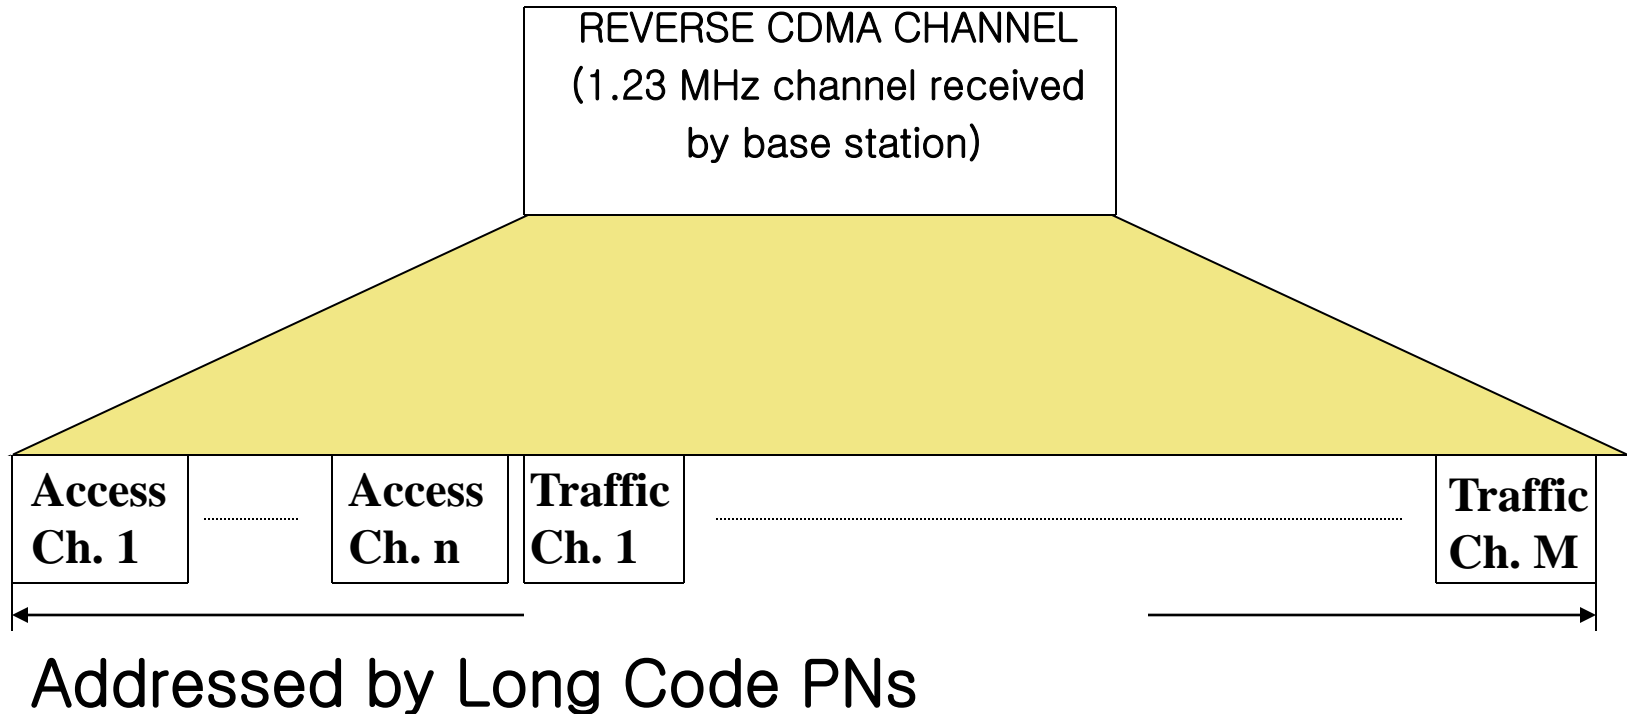 REVERSE CDMA CHANNEL
(1.23 MHz channel received
by base station)
Access
Ch. 1
Access
Ch. n
Traffic
Ch. 1
Traffic
Ch. M
Addressed by Long Code PNs